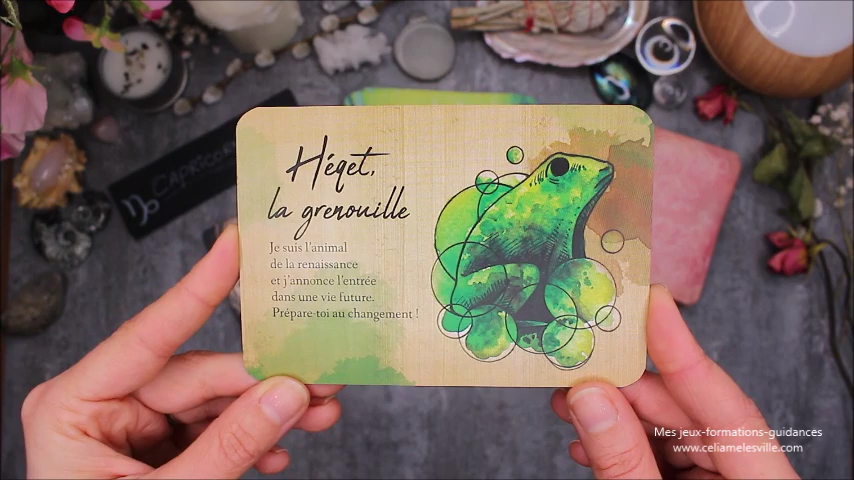 CAPRICORN
Héqet,
la grenouille
Je suis l'animal
de la renaissance
et j'annonce l'entrée
dans une vie future.
Prépare-toi au changement !
Mes jeux-formations-guidances
www.celiamelesville.com